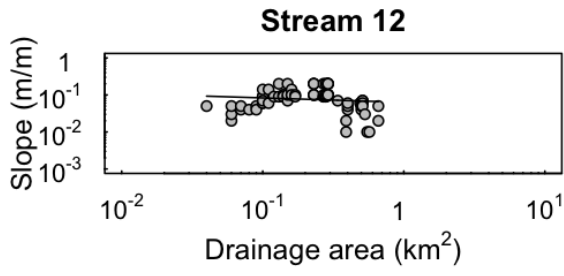 Stream 12
Slope (m/m)
1
10⁻¹
10⁻²
10⁻³
10⁻² 10⁻¹ 1 10¹
Drainage area (km²)